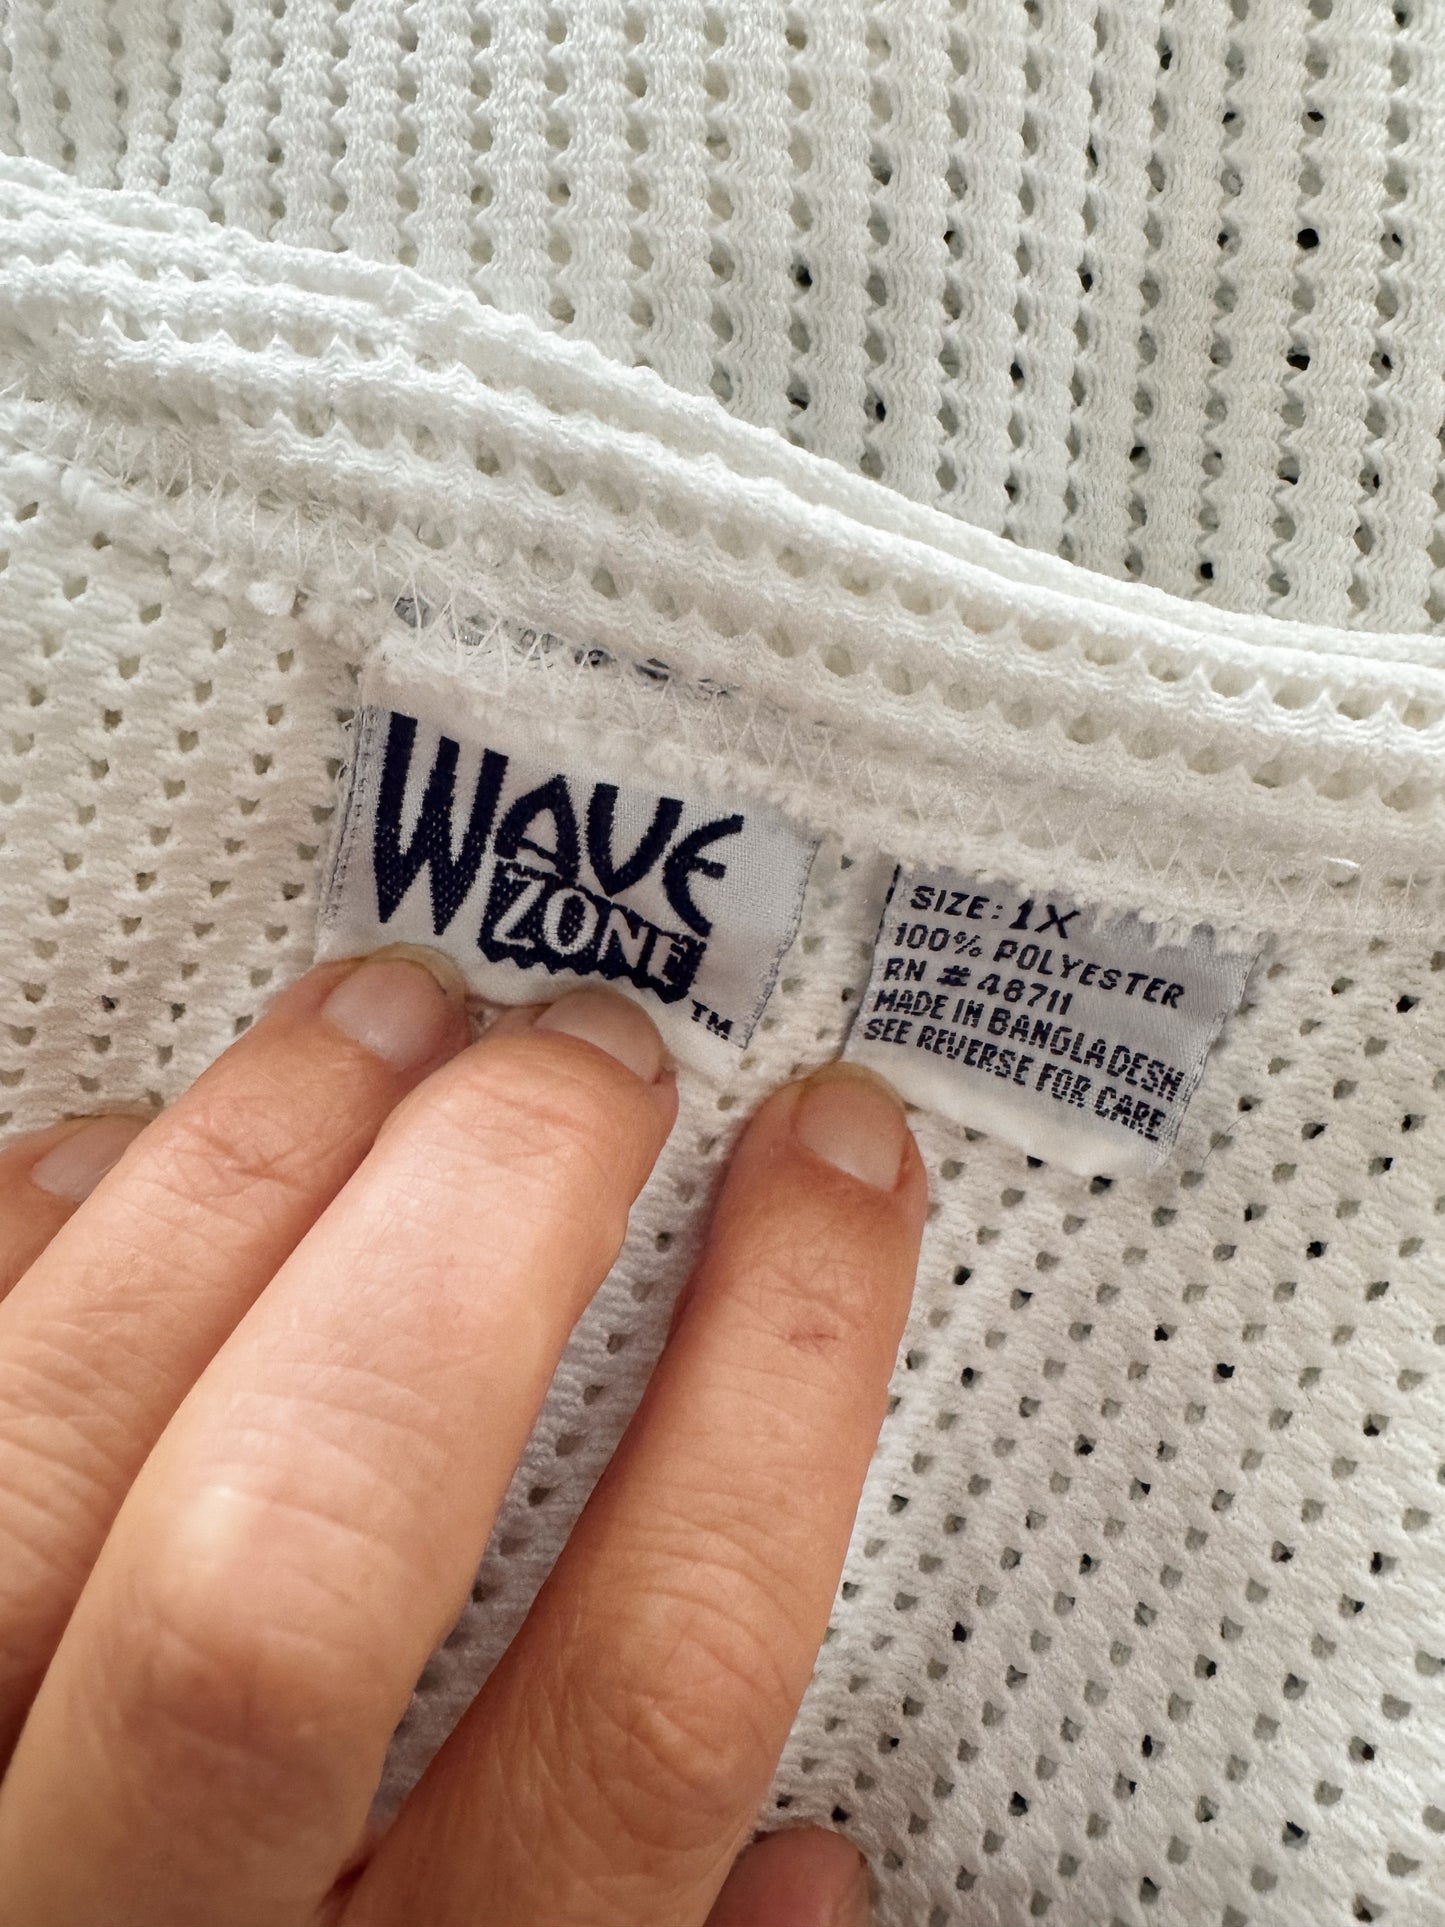 WAVE
ZONE
TM
SIZE: 1X
100% POLYESTER
RN # 48711
MADE IN BANGLADESH
SEE REVERSE FOR CARE